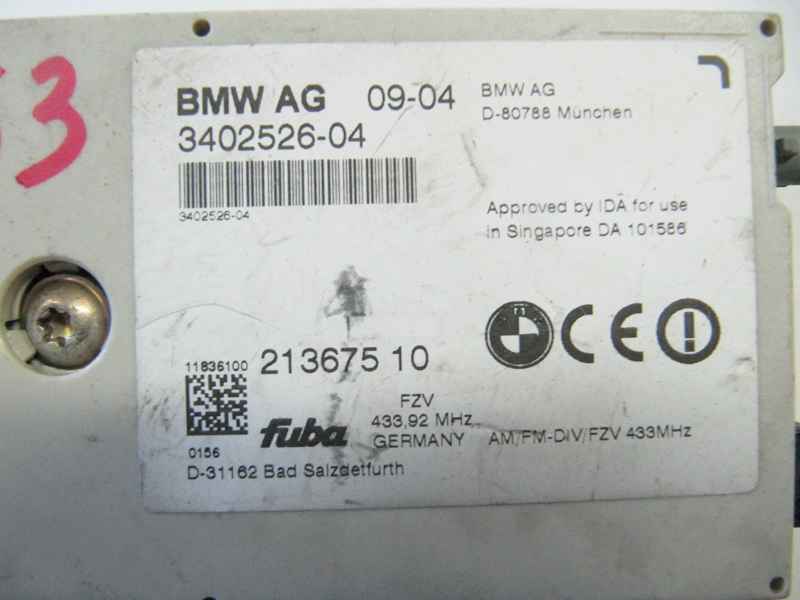 53
BMW AG 09-04
3402526-04
3402526-04
BMW AG
D-80788 München
Approved by IDA for use
in Singapore DA 101586
CE
11836100
213675 10
FZV
433,92 MHz
fuba
GERMANY
AM/FM-DIV/FZV 433MHz
0156
D-31162 Bad Salzdetfurth